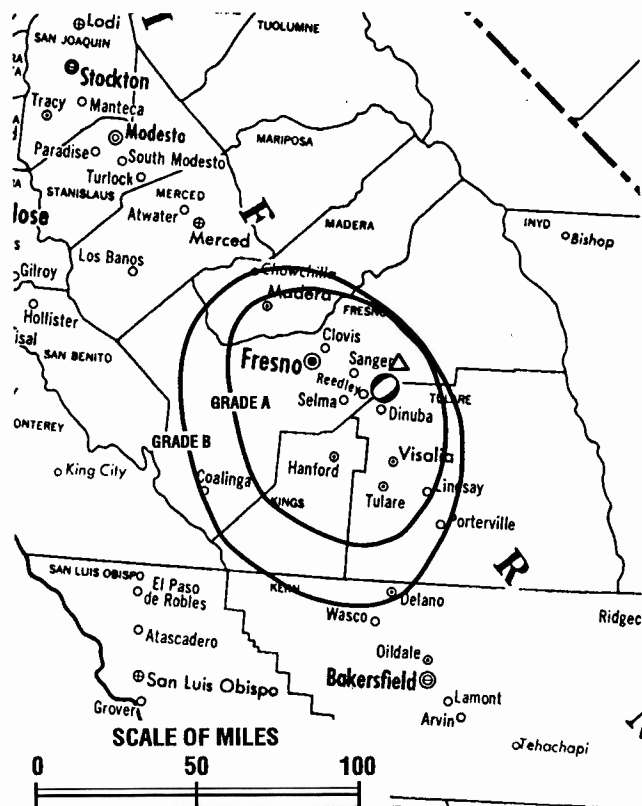 Lodi
TUOLUMNE
SAN JOAQUIN
Stockton
Tracy
Manteca
Modesto
MARIPOSA
Paradise
South Modesto
Turlock
STANISLAUS
MERCED
F
Atwater
lose
Merced
MADERA
INYO
Bishop
Los Banos
Gilroy
Chowchilla
Madera
Hollister
FRESNO
isal
Clovis
SAN BENITO
Fresno
Sanger
Reedley
GRADE A
Selma
TULARE
Dinuba
ONTEREY
GRADE B
King City
Hanford
Visalia
Coalinga
Tulare
Lindsay
KINGS
Porterville
R
SAN LUIS OBISPO
El Paso
de Robles
KERN
Delano
Wasco
Ridgec
Atascadero
Oildale
San Luis Obispo
Bakersfield
Grover
Lamont
Arvin
Tehachapi
SCALE OF MILES
0 50 100